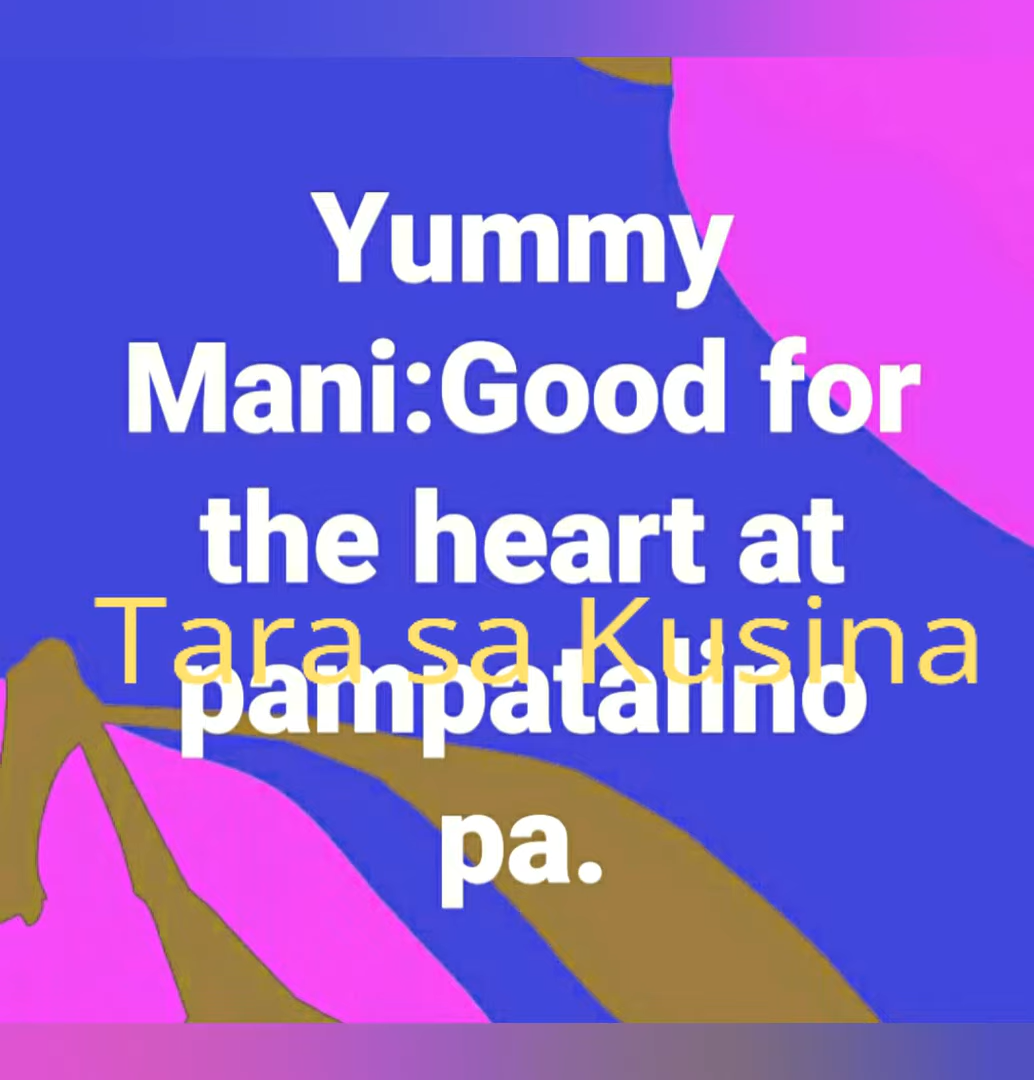 Yummy
Mani:Good for
the heart at
Tara sa Kusina
pampatalino
pa.